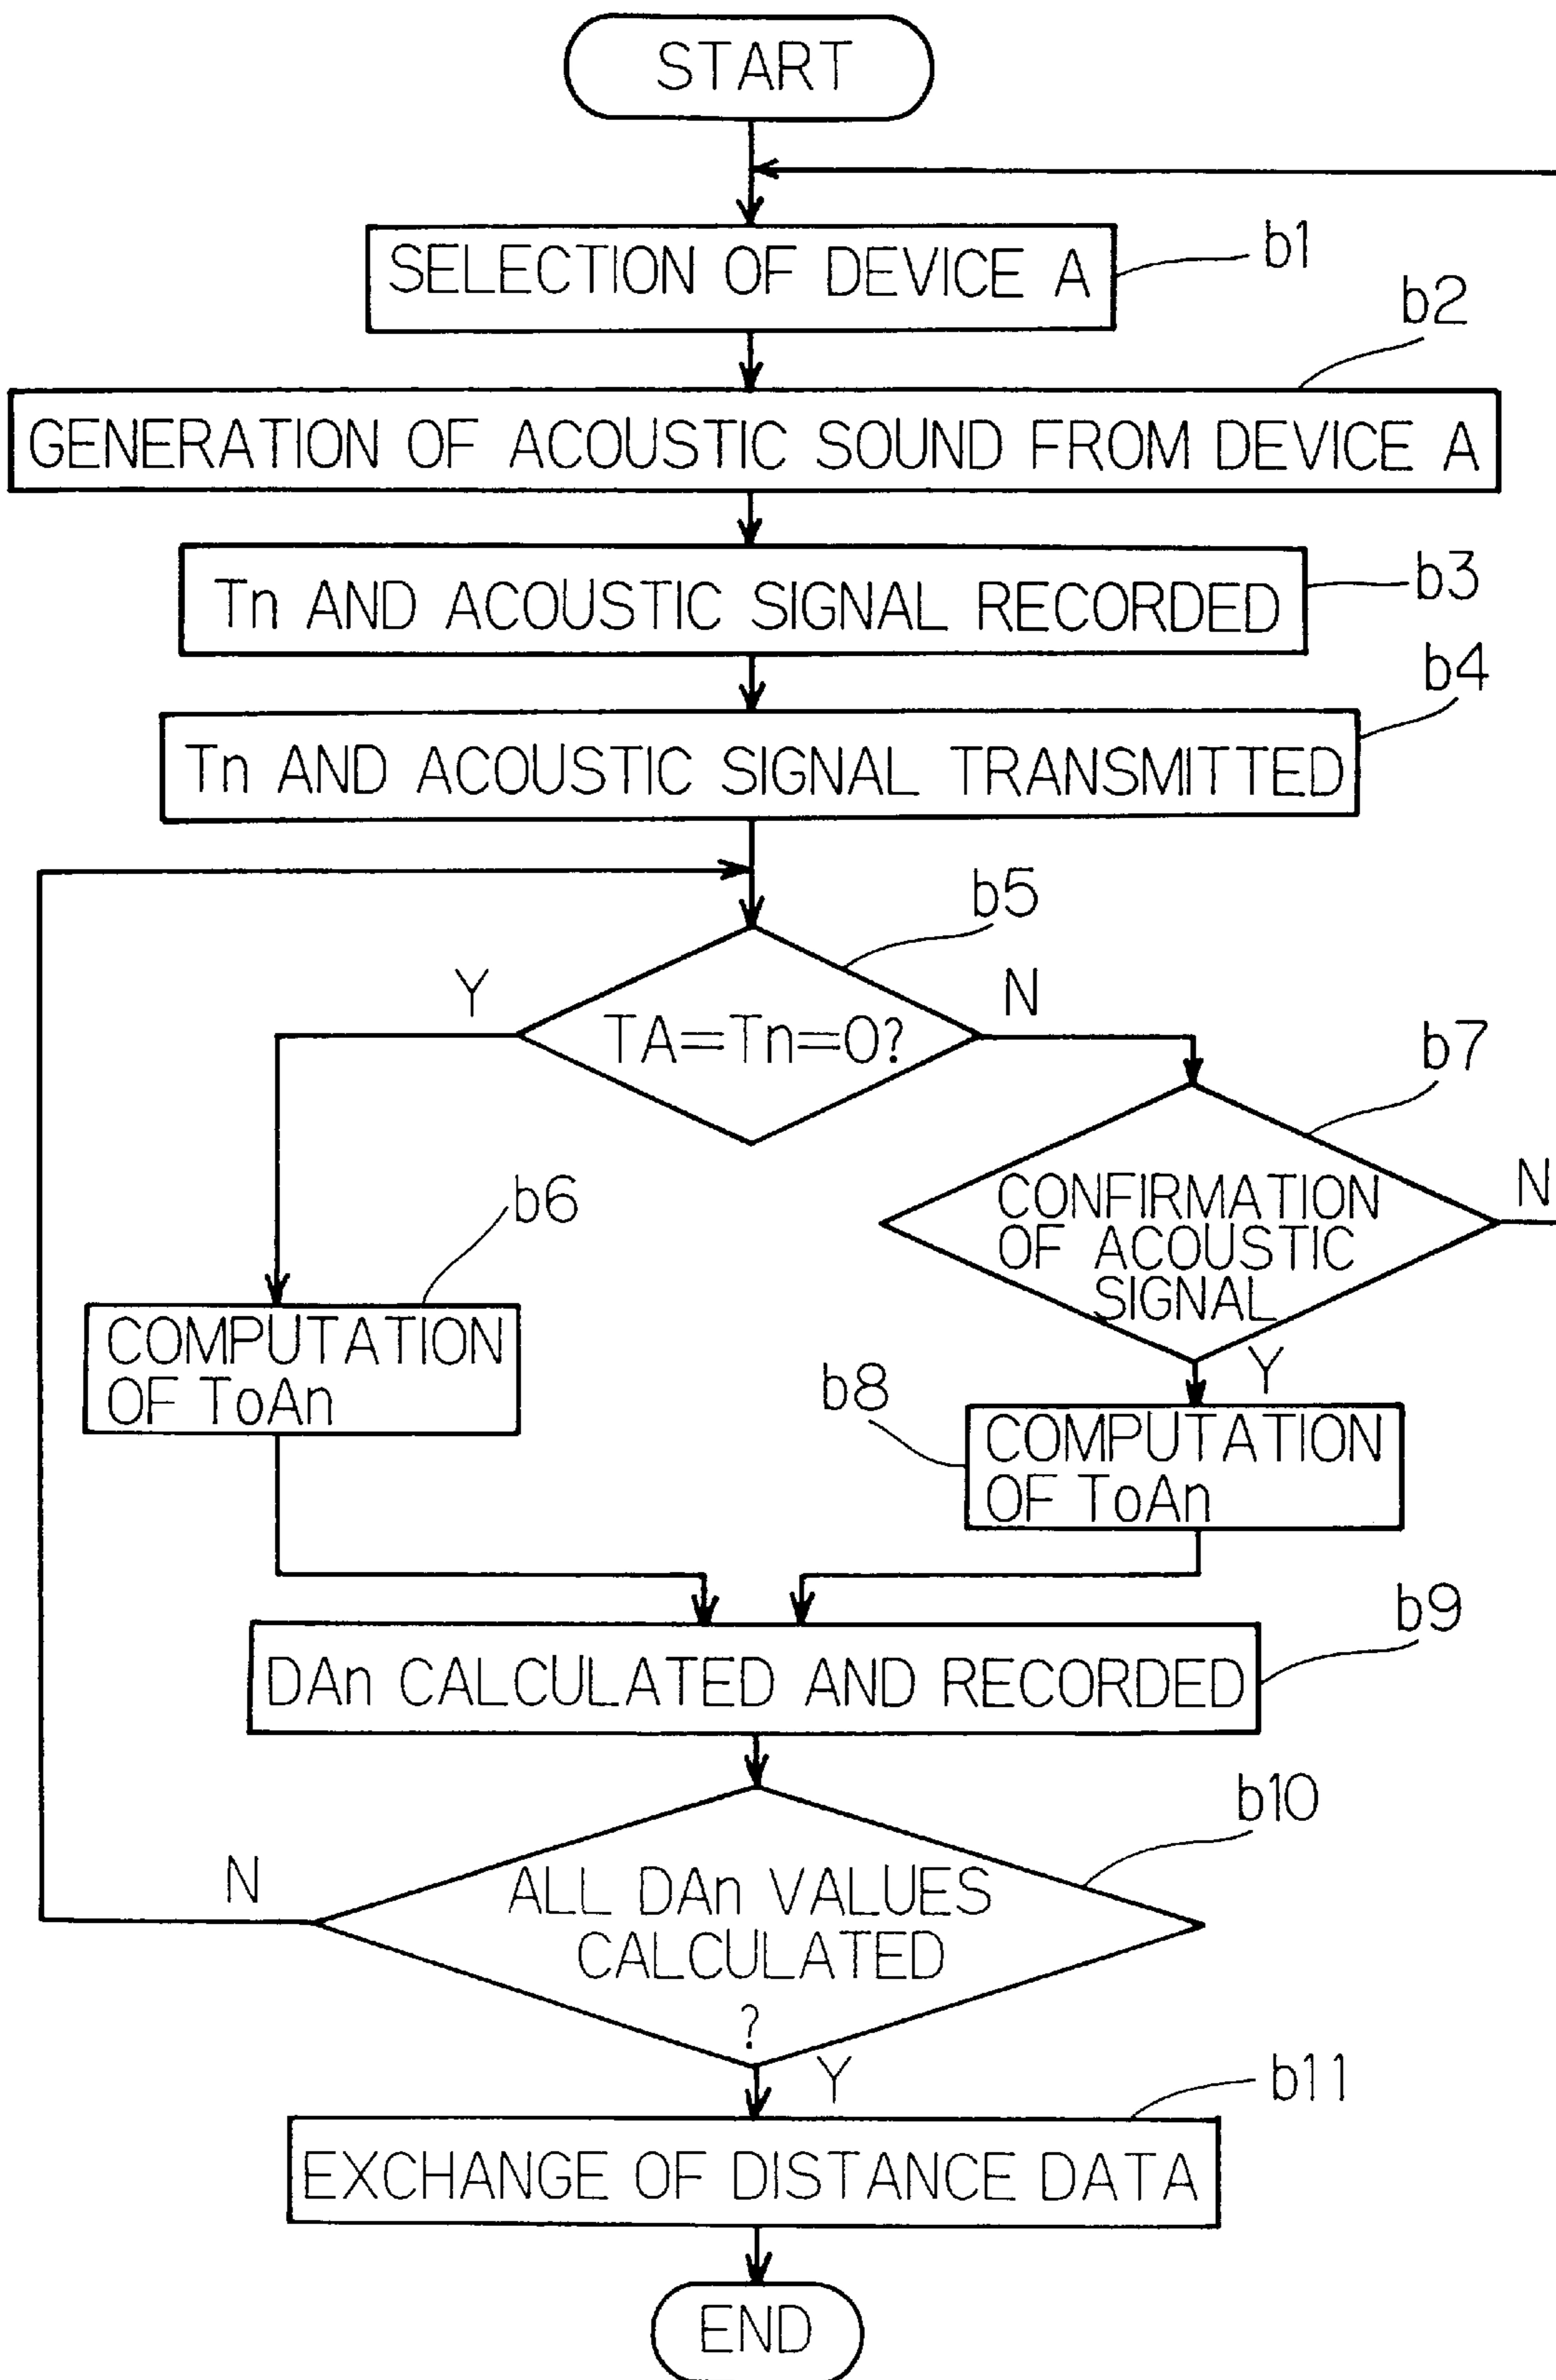 START
SELECTION OF DEVICE A
b1
b2
GENERATION OF ACOUSTIC SOUND FROM DEVICE A
Tn AND ACOUSTIC SIGNAL RECORDED
b3
b4
Tn AND ACOUSTIC SIGNAL TRANSMITTED
b5
Y
N
TA=Tn=0?
b7
CONFIRMATION
OF ACOUSTIC
SIGNAL
N
b6
COMPUTATION
OF ToAn
Y
b8
COMPUTATION
OF ToAn
b9
DAn CALCULATED AND RECORDED
b10
N
ALL DAn VALUES
CALCULATED
?
Y
b11
EXCHANGE OF DISTANCE DATA
END